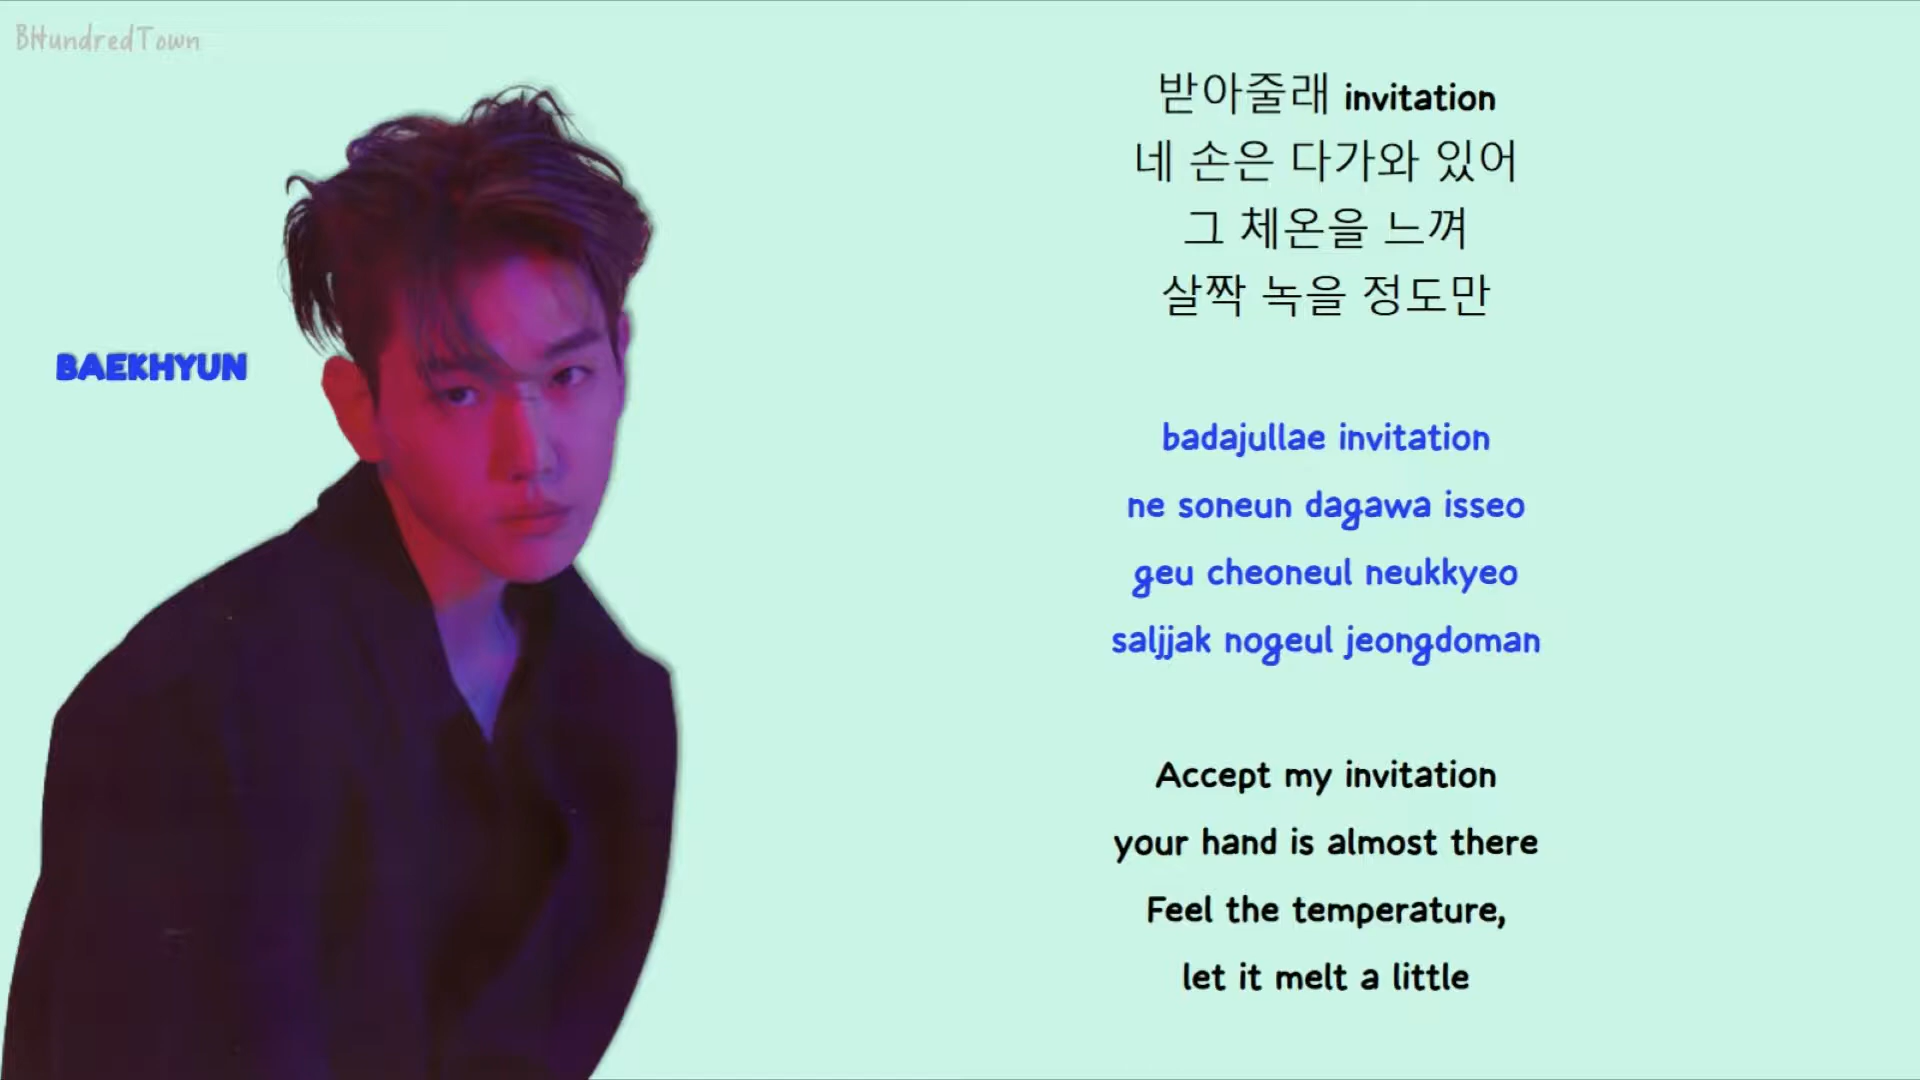 BHundredTown
BAEKHYUN
받아줄래 invitation
네 손은 다가와 있어
그 체온을 느껴
살짝 녹을 정도만
badajullae invitation
ne soneun dagawa isseo
geu cheoneul neukkyeo
saljjak nogeul jeongdoman
Accept my invitation
your hand is almost there
Feel the temperature,
let it melt a little